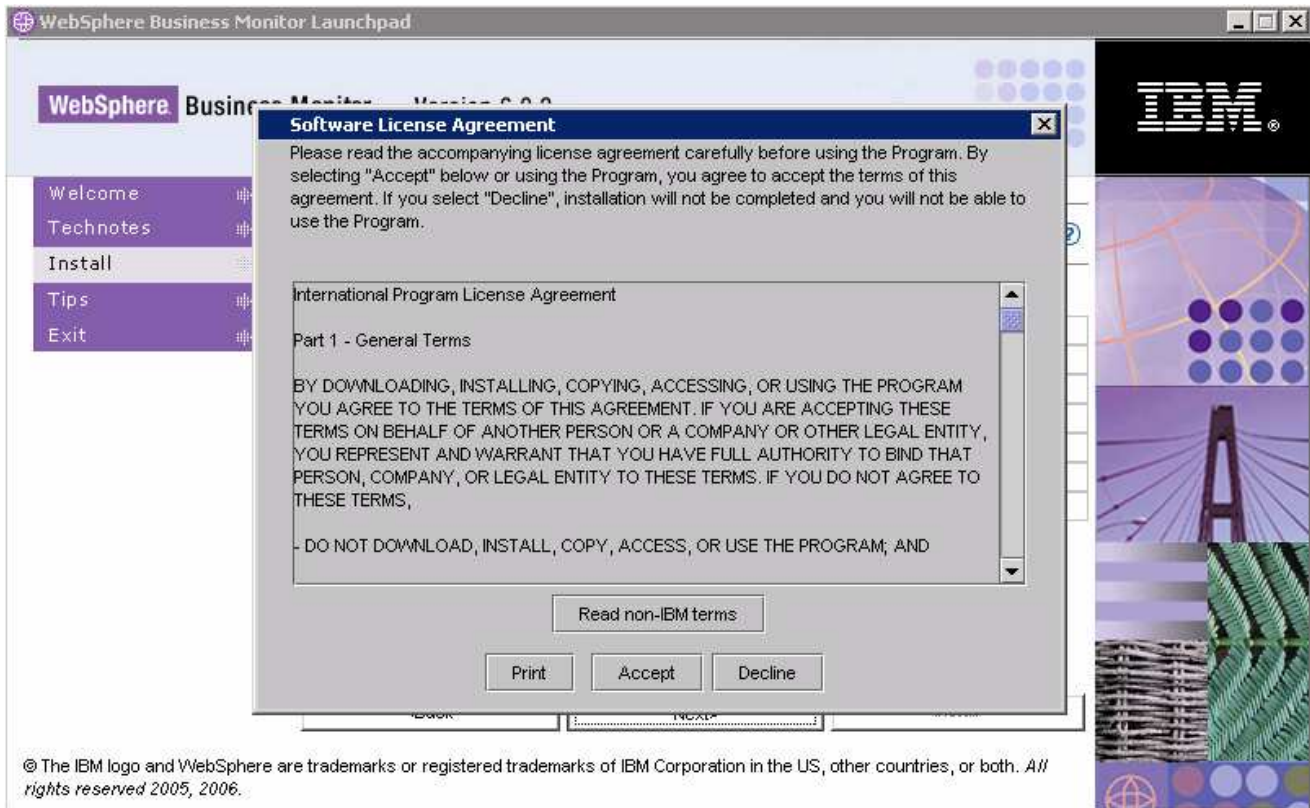 WebSphere Business Monitor Launchpad
WebSphere. Business Monitor Version 6.0.2
IBM®
Software License Agreement
Please read the accompanying license agreement carefully before using the Program. By
selecting "Accept" below or using the Program, you agree to accept the terms of this
agreement. If you select "Decline", installation will not be completed and you will not be able to
use the Program.
Welcome
Technotes
Install
Tips
Exit
International Program License Agreement
Part 1 - General Terms
BY DOWNLOADING, INSTALLING, COPYING, ACCESSING, OR USING THE PROGRAM
YOU AGREE TO THE TERMS OF THIS AGREEMENT. IF YOU ARE ACCEPTING THESE
TERMS ON BEHALF OF ANOTHER PERSON OR A COMPANY OR OTHER LEGAL ENTITY,
YOU REPRESENT AND WARRANT THAT YOU HAVE FULL AUTHORITY TO BIND THAT
PERSON, COMPANY, OR LEGAL ENTITY TO THESE TERMS. IF YOU DO NOT AGREE TO
THESE TERMS,
- DO NOT DOWNLOAD, INSTALL, COPY, ACCESS, OR USE THE PROGRAM; AND
Read non-IBM terms
Print
Accept
Decline
<Back
Next>
© The IBM logo and WebSphere are trademarks or registered trademarks of IBM Corporation in the US, other countries, or both. All
rights reserved 2005, 2006.